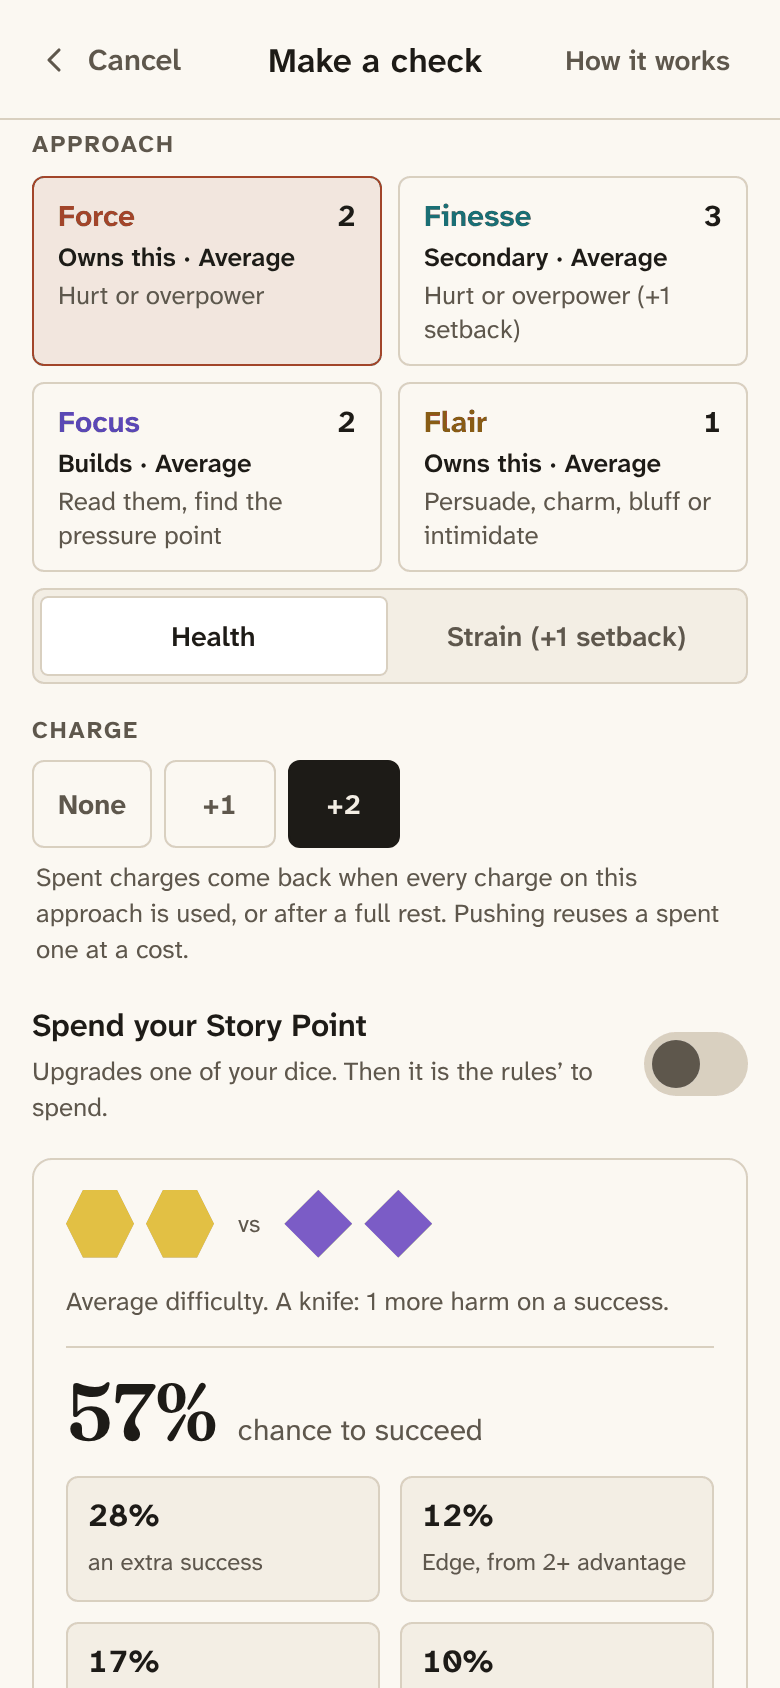 Cancel
Make a check
How it works
APPROACH
Force 2
Owns this · Average
Hurt or overpower
Finesse 3
Secondary · Average
Hurt or overpower (+1
setback)
Focus 2
Builds · Average
Read them, find the
pressure point
Flair 1
Owns this · Average
Persuade, charm, bluff or
intimidate
Health
Strain (+1 setback)
CHARGE
None
+1
+2
Spent charges come back when every charge on this
approach is used, or after a full rest. Pushing reuses a spent
one at a cost.
Spend your Story Point
Upgrades one of your dice. Then it is the rules’ to
spend.
vs
Average difficulty. A knife: 1 more harm on a success.
57% chance to succeed
28%
an extra success
12%
Edge, from 2+ advantage
17%
10%